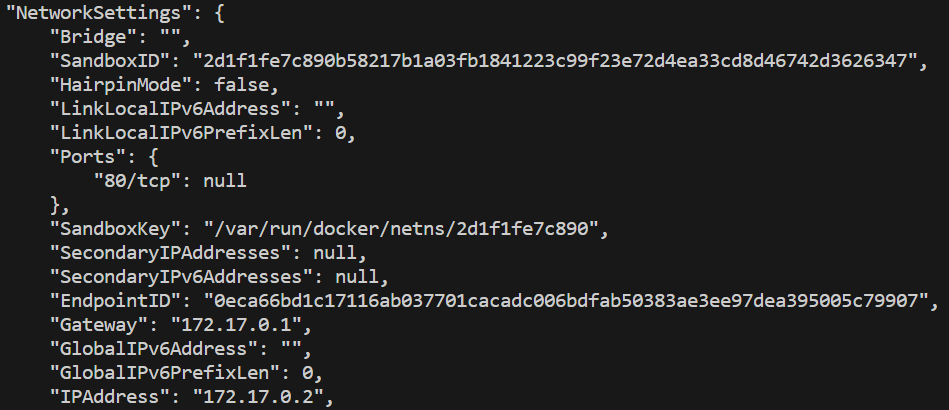 "NetworkSettings": {
"Bridge": "",
"SandboxID": "2d1f1fe7c890b58217b1a03fb1841223c99f23e72d4ea33cd8d46742d3626347",
"HairpinMode": false,
"LinkLocalIPv6Address": "",
"LinkLocalIPv6PrefixLen": 0,
"Ports": {
"80/tcp": null
},
"SandboxKey": "/var/run/docker/netns/2d1f1fe7c890",
"SecondaryIPAddresses": null,
"SecondaryIPv6Addresses": null,
"EndpointID": "0eca66bd1c17116ab037701cacadc006bdfab50383ae3ee97dea395005c79907",
"Gateway": "172.17.0.1",
"GlobalIPv6Address": "",
"GlobalIPv6PrefixLen": 0,
"IPAddress": "172.17.0.2",